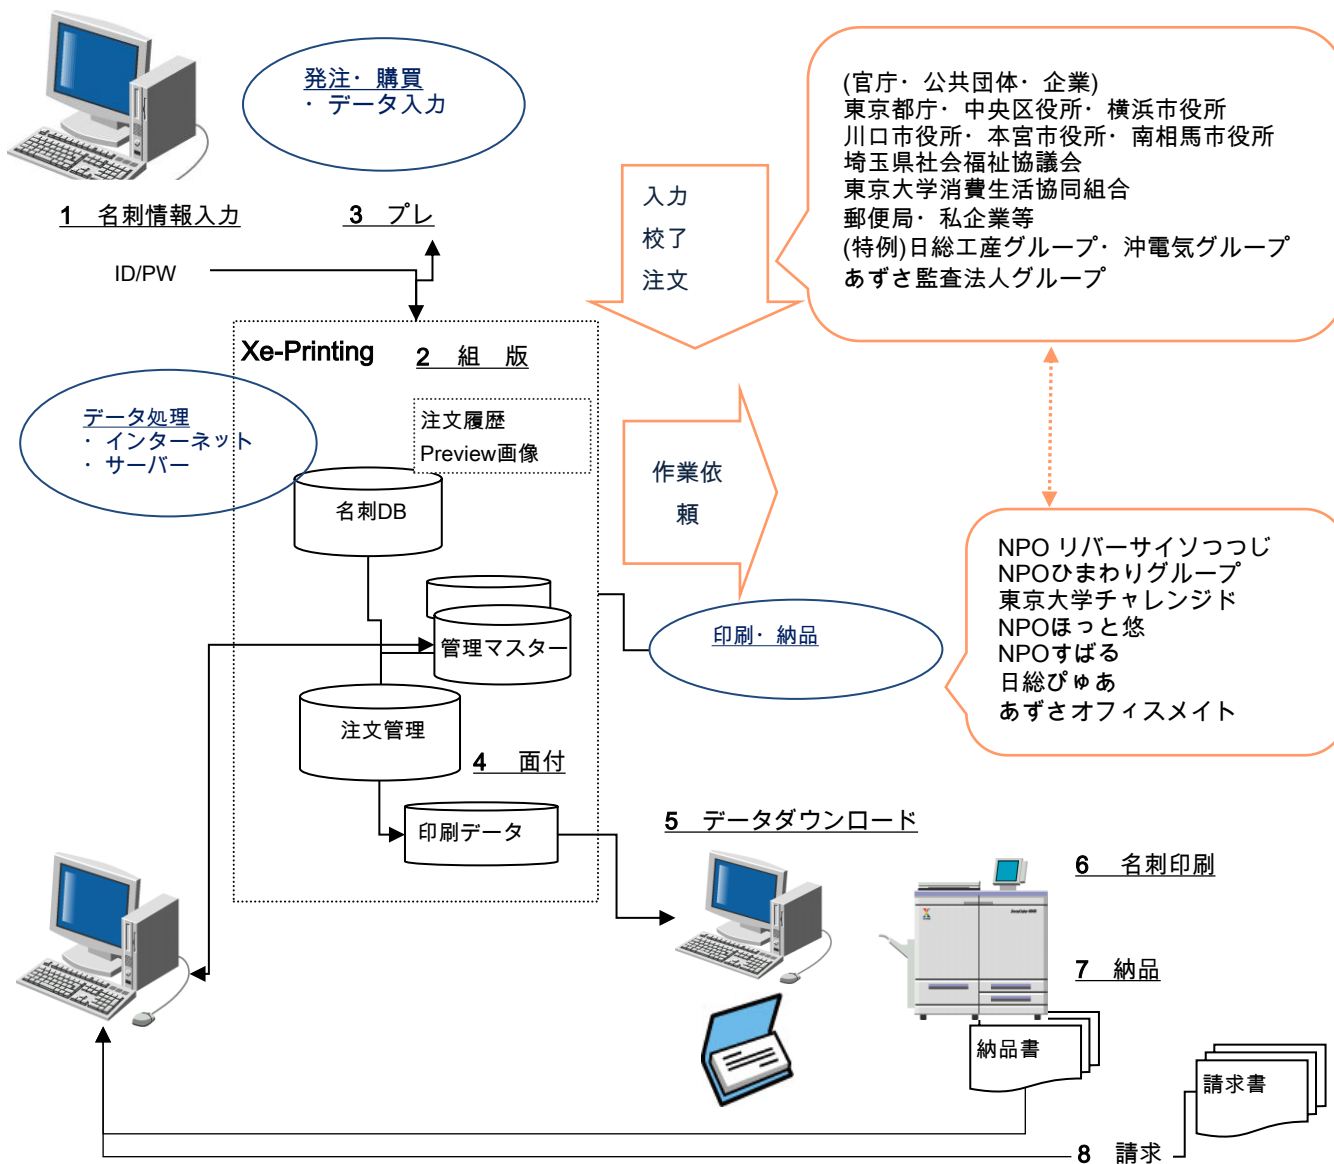 発注・購買
・データ入力
(官庁・公共団体・企業)
東京都庁・中央区役所・横浜市役所
川口市役所・本宮市役所・南相馬市役所
埼玉県社会福祉協議会
東京大学消費生活協同組合
郵便局・私企業等
(特例)日総工産グループ・沖電気グループ
あずさ監査法人グループ
1 名刺情報入力
3 プレ
入力
校了
注文
ID/PW
Xe-Printing
2 組 版
データ処理
・インターネット
・サーバー
注文履歴
Preview画像
作業依
頼
名刺DB
NPO リバーサイソつつじ
NPOひまわりグループ
東京大学チャレンジド
NPOほっと悠
NPOすばる
日総ぴゅあ
あずさオフィスメイト
印刷・納品
管理マスター
注文管理
4 面付
印刷データ
5 データダウンロード
6 名刺印刷
7 納品
納品書
請求書
8 請求